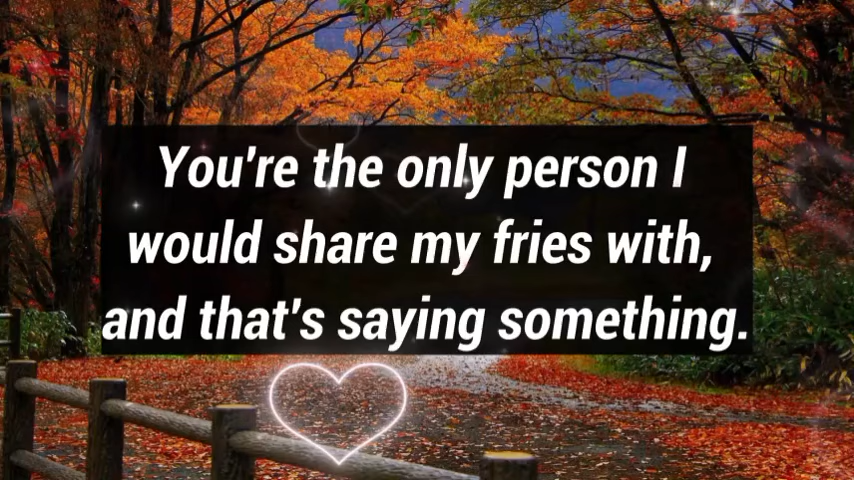 You're the only person I
would share my fries with,
and that's saying something.